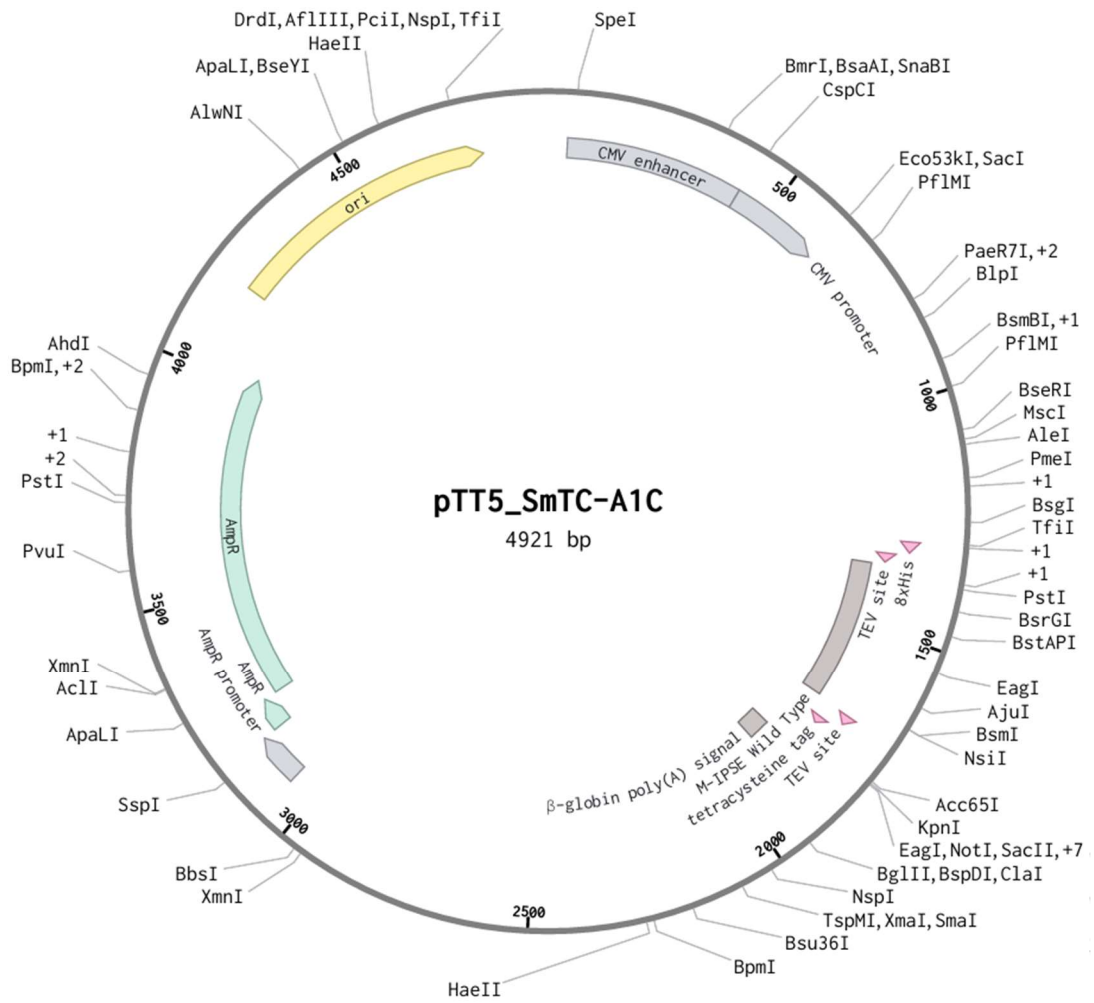 DrdI,AflIII,PciI,NspI,TfiI
HaeII
ApaLI,BseYI
AlwNI
SpeI
BmrI,BsaAI,SnaBI
CspCI
Eco53kI,SacI
PflMI
PaeR7I,+2
BlpI
BsmBI,+1
PflMI
BseRI
MscI
AleI
PmeI
+1
BsgI
TfiI
+1
+1
PstI
BsrGI
BstAPI
EagI
AjuI
BsmI
NsiI
Acc65I
KpnI
EagI,NotI,SacII,+7
BglII,BspDI,ClaI
NspI
TspMI,XmaI,SmaI
Bsu36I
BpmI
HaeII
XmnI
BbsI
SspI
ApaLI
AclI
XmnI
PvuI
PstI
+2
+1
BpmI,+2
AhdI
500
1000
1500
2000
2500
3000
3500
4000
4500
CMV enhancer
CMV promoter
8xHis
TEV site
M-IPSE Wild Type
tetracysteine tag
TEV site
β-globin poly(A) signal
AmpR promoter
AmpR
AmpR
ori
pTT5_SmTC-A1C
4921 bp